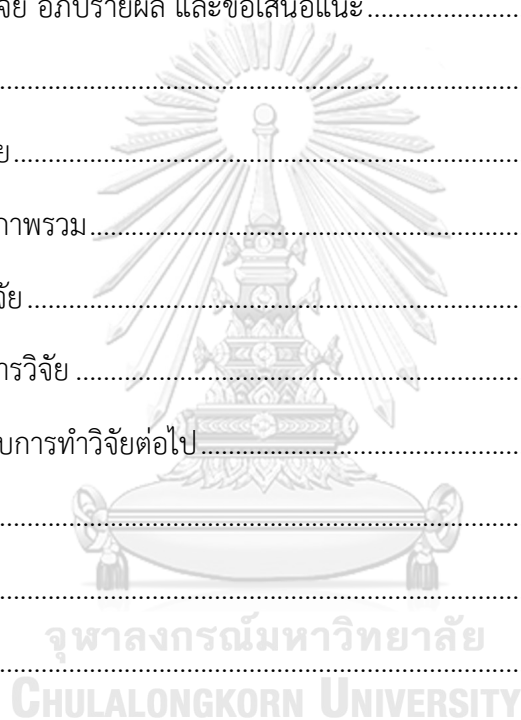 จัย อภิปรายผล และข้อเสนอแนะ........................
........................................................................
ย......................................................................
ภาพรวม............................................................
จัย....................................................................
ารวิจัย ..............................................................
บการทำวิจัยต่อไป.............................................
........................................................................
........................................................................
จุฬาลงกรณ์มหาวิทยาลัย
........................................................................
CHULALONGKORN UNIVERSITY